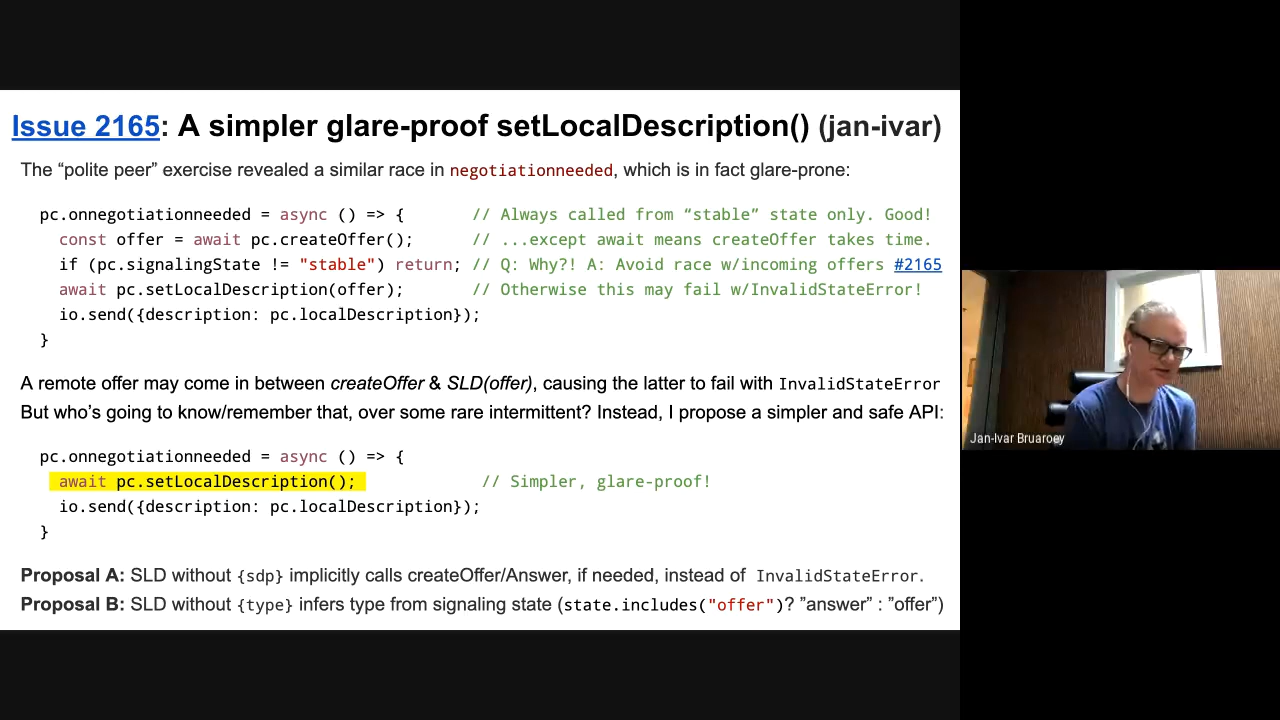 Issue 2165: A simpler glare-proof setLocalDescription() (jan-ivar)
The “polite peer” exercise revealed a similar race in negotiationneeded, which is in fact glare-prone:
pc.onnegotiationneeded = async () => { // Always called from “stable” state only. Good!
const offer = await pc.createOffer(); // ...except await means createOffer takes time.
if (pc.signalingState != "stable") return; // Q: Why?! A: Avoid race w/incoming offers #2165
await pc.setLocalDescription(offer); // Otherwise this may fail w/InvalidStateError!
io.send({description: pc.localDescription});
}
A remote offer may come in between createOffer & SLD(offer), causing the latter to fail with InvalidStateError
But who’s going to know/remember that, over some rare intermittent? Instead, I propose a simpler and safe API:
pc.onnegotiationneeded = async () => {
await pc.setLocalDescription(); // Simpler, glare-proof!
io.send({description: pc.localDescription});
}
Proposal A: SLD without {sdp} implicitly calls createOffer/Answer, if needed, instead of InvalidStateError.
Proposal B: SLD without {type} infers type from signaling state (state.includes("offer")? ”answer” : ”offer”)
Jan-Ivar Bruaroey